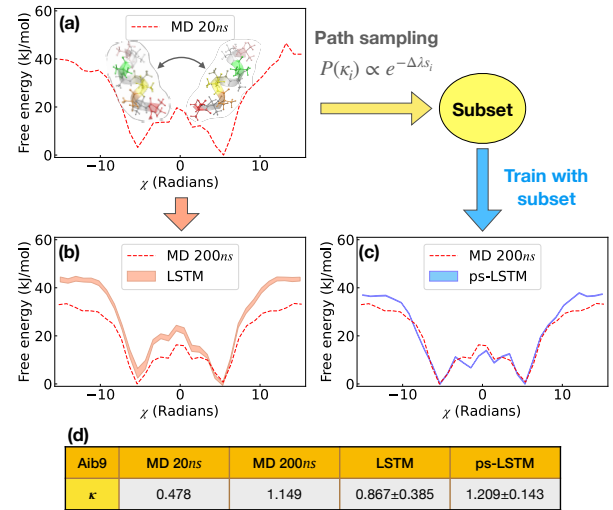 (a)
MD 20ns
Free energy (kJ/mol)
60
40
20
0
−10
0
10
χ (Radians)
Path sampling
P(κᵢ) ∝ e^{−Δλsᵢ}
Subset
Train with
subset
(b)
MD 200ns
LSTM
Free energy (kJ/mol)
60
40
20
0
−10
0
10
χ (Radians)
(c)
MD 200ns
ps-LSTM
Free energy (kJ/mol)
60
40
20
0
−10
0
10
χ (Radians)
(d)
Aib9 MD 20ns MD 200ns LSTM ps-LSTM
κ 0.478 1.149 0.867±0.385 1.209±0.143